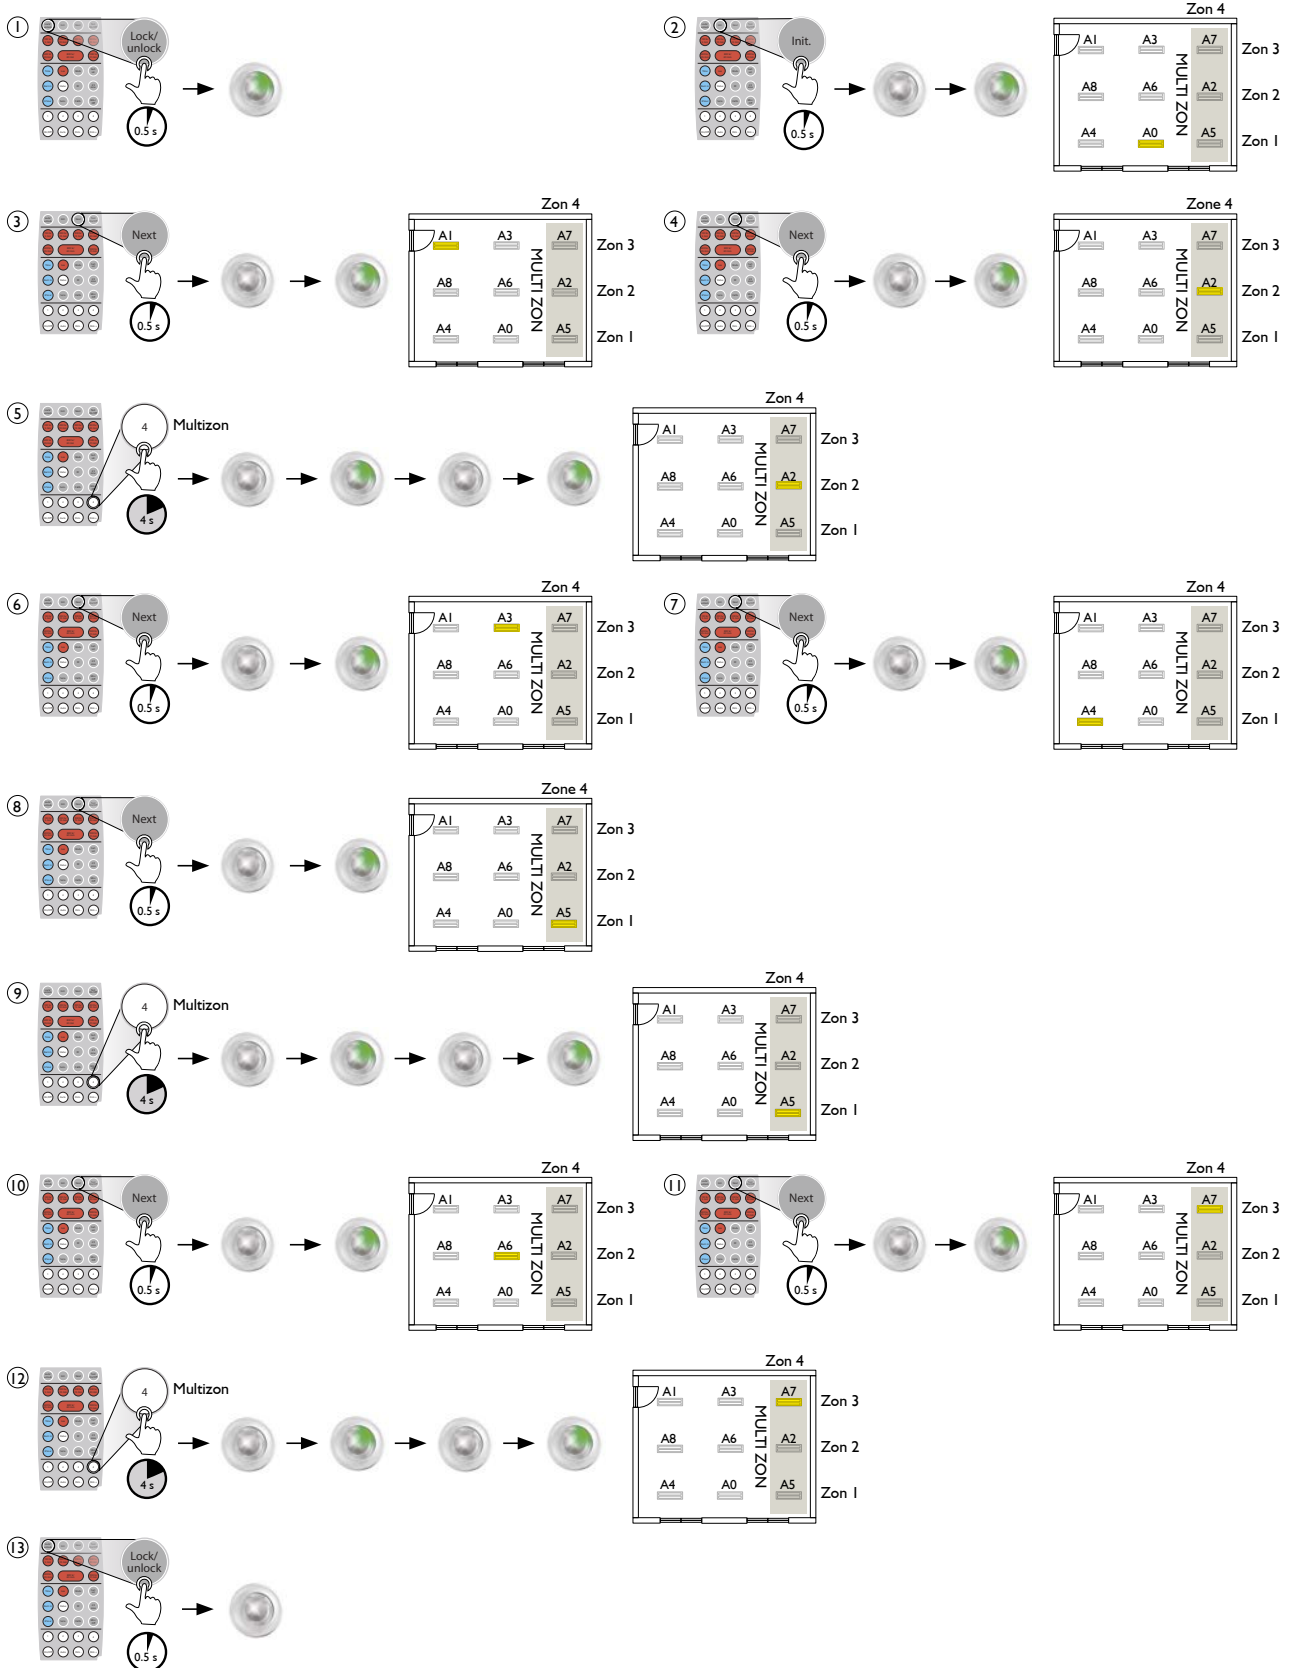 1
Lock/
unlock
0.5 s
2
Init.
0.5 s
Zon 4
A1 A3 A7 Zon 3
A8 A6 A2 Zon 2
A4 A0 A5 Zon 1
MULTI ZON
3
Next
0.5 s
Zon 4
A1 A3 A7 Zon 3
A8 A6 A2 Zon 2
A4 A0 A5 Zon 1
MULTI ZON
4
Next
0.5 s
Zone 4
A1 A3 A7 Zon 3
A8 A6 A2 Zon 2
A4 A0 A5 Zon 1
MULTI ZON
5
4 Multizon
4 s
Zon 4
A1 A3 A7 Zon 3
A8 A6 A2 Zon 2
A4 A0 A5 Zon 1
MULTI ZON
6
Next
0.5 s
Zon 4
A1 A3 A7 Zon 3
A8 A6 A2 Zon 2
A4 A0 A5 Zon 1
MULTI ZON
7
Next
0.5 s
Zon 4
A1 A3 A7 Zon 3
A8 A6 A2 Zon 2
A4 A0 A5 Zon 1
MULTI ZON
8
Next
0.5 s
Zone 4
A1 A3 A7 Zon 3
A8 A6 A2 Zon 2
A4 A0 A5 Zon 1
MULTI ZON
9
4 Multizon
4 s
Zon 4
A1 A3 A7 Zon 3
A8 A6 A2 Zon 2
A4 A0 A5 Zon 1
MULTI ZON
10
Next
0.5 s
Zon 4
A1 A3 A7 Zon 3
A8 A6 A2 Zon 2
A4 A0 A5 Zon 1
MULTI ZON
11
Next
0.5 s
Zon 4
A1 A3 A7 Zon 3
A8 A6 A2 Zon 2
A4 A0 A5 Zon 1
MULTI ZON
12
4 Multizon
4 s
Zon 4
A1 A3 A7 Zon 3
A8 A6 A2 Zon 2
A4 A0 A5 Zon 1
MULTI ZON
13
Lock/
unlock
0.5 s